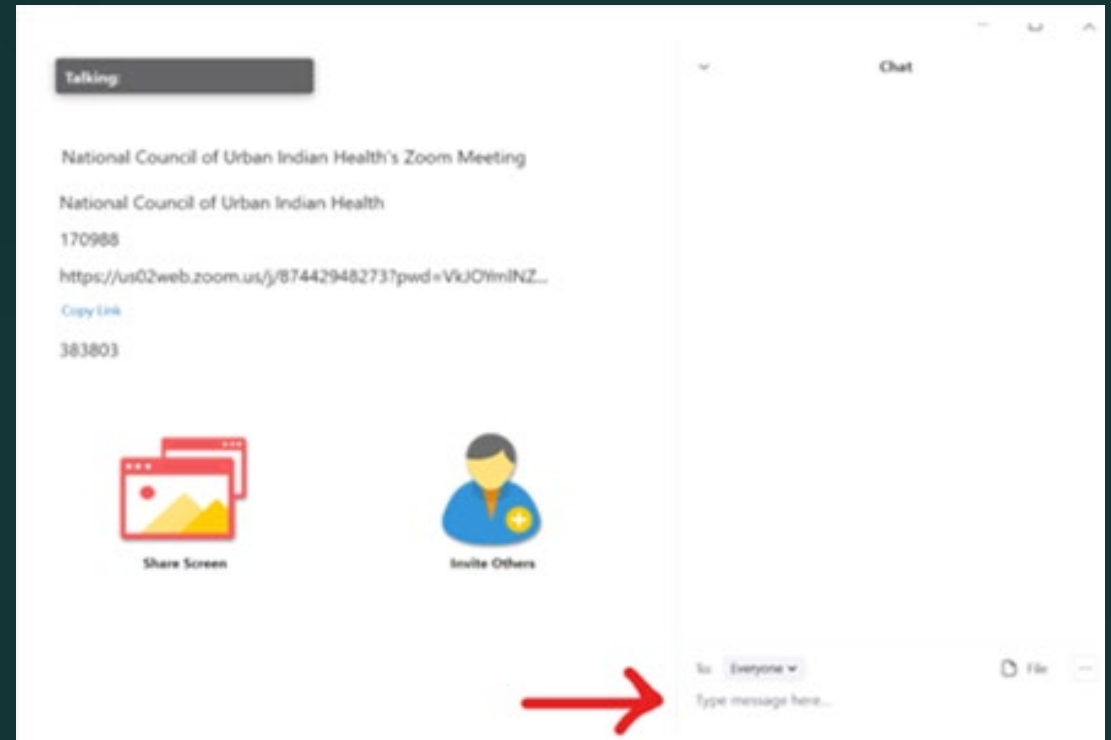 Talking:
National Council of Urban Indian Health's Zoom Meeting
National Council of Urban Indian Health
170988
https://us02web.zoom.us/j/87442948273?pwd=VkJOYmlNZ...
Copy Link
383803
Share Screen
Invite Others
Chat
To: Everyone
File
Type message here...